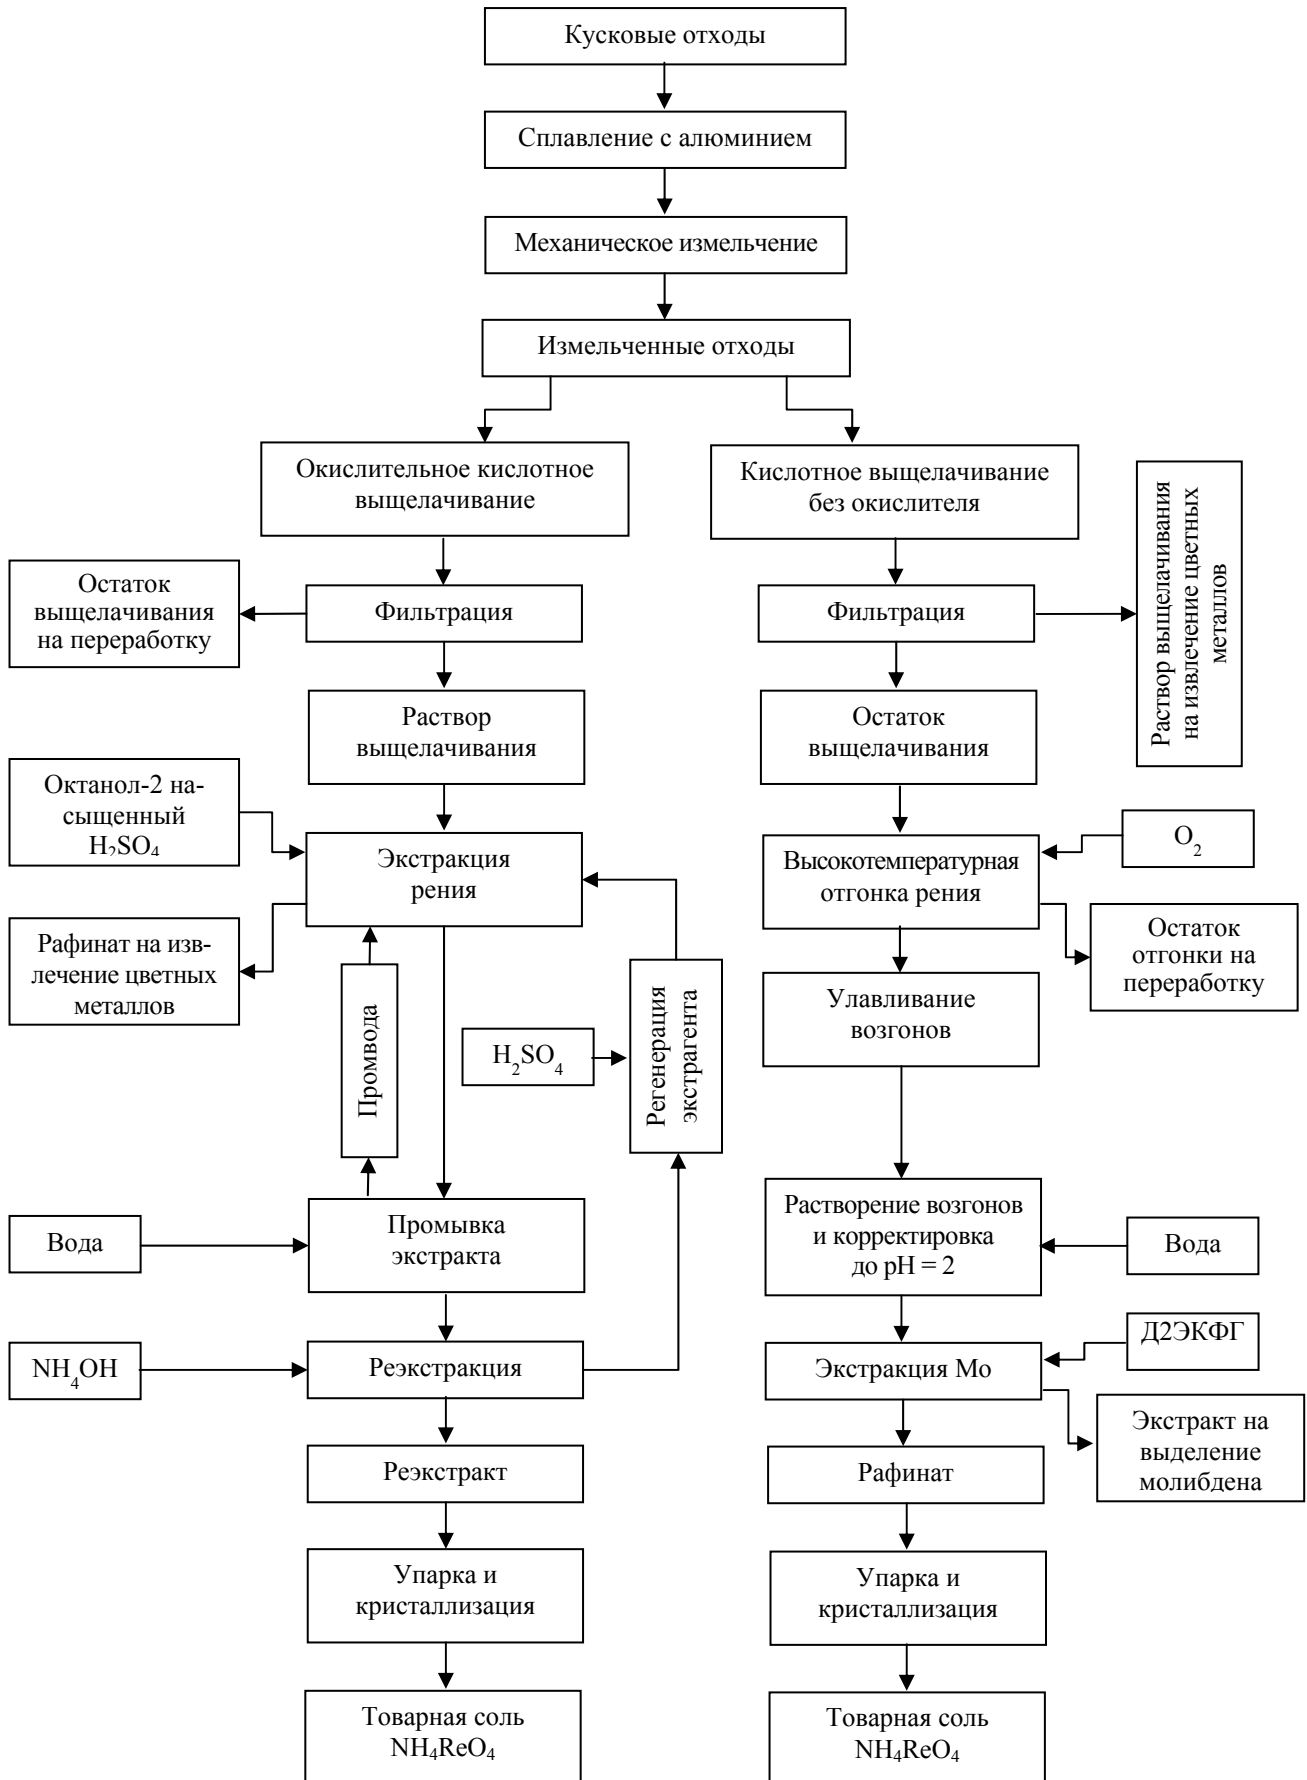 Кусковые отходы
Сплавление с алюминием
Механическое измельчение
Измельченные отходы
Окислительное кислотное
выщелачивание
Кислотное выщелачивание
без окислителя
Раствор выщелачивания
на извлечение цветных
металлов
Остаток
выщелачивания
на переработку
Фильтрация
Фильтрация
Раствор
выщелачивания
Остаток
выщелачивания
Октанол-2 на-
сыщенный
H₂SO₄
Экстракция
рения
Высокотемпературная
отгонка рения
O₂
Рафинат на изв-
лечение цветных
металлов
Остаток
отгонки на
переработку
Улавливание
возгонов
Промвода
H₂SO₄
Регенерация
экстрагента
Вода
Промывка
экстракта
Растворение возгонов
и корректировка
до pH = 2
Вода
NH₄OH
Реэкстракция
Экстракция Мо
Д2ЭКФГ
Экстракт на
выделение
молибдена
Реэкстракт
Рафинат
Упарка и
кристаллизация
Упарка и
кристаллизация
Товарная соль
NH₄ReO₄
Товарная соль
NH₄ReO₄